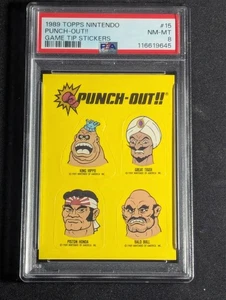 1989 TOPPS NINTENDO #15
PUNCH-OUT!! NM-MT
GAME TIP STICKERS 8
PSA 116619645
PUNCH-OUT!!
KING HIPPO
GREAT TIGER
PISTON HONDA
BALD BULL